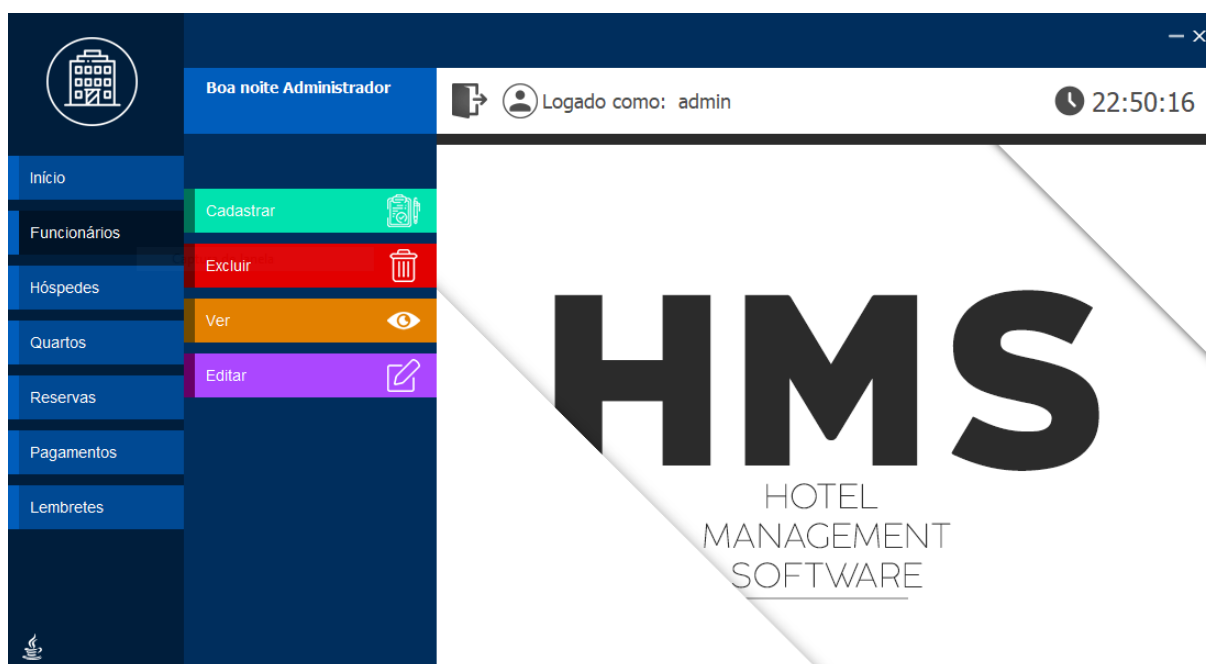 Boa noite Administrador
Logado como: admin
22:50:16
Início
Funcionários
Hóspedes
Quartos
Reservas
Pagamentos
Lembretes
Cadastrar
Excluir
Ver
Editar
HMS
HOTEL
MANAGEMENT
SOFTWARE